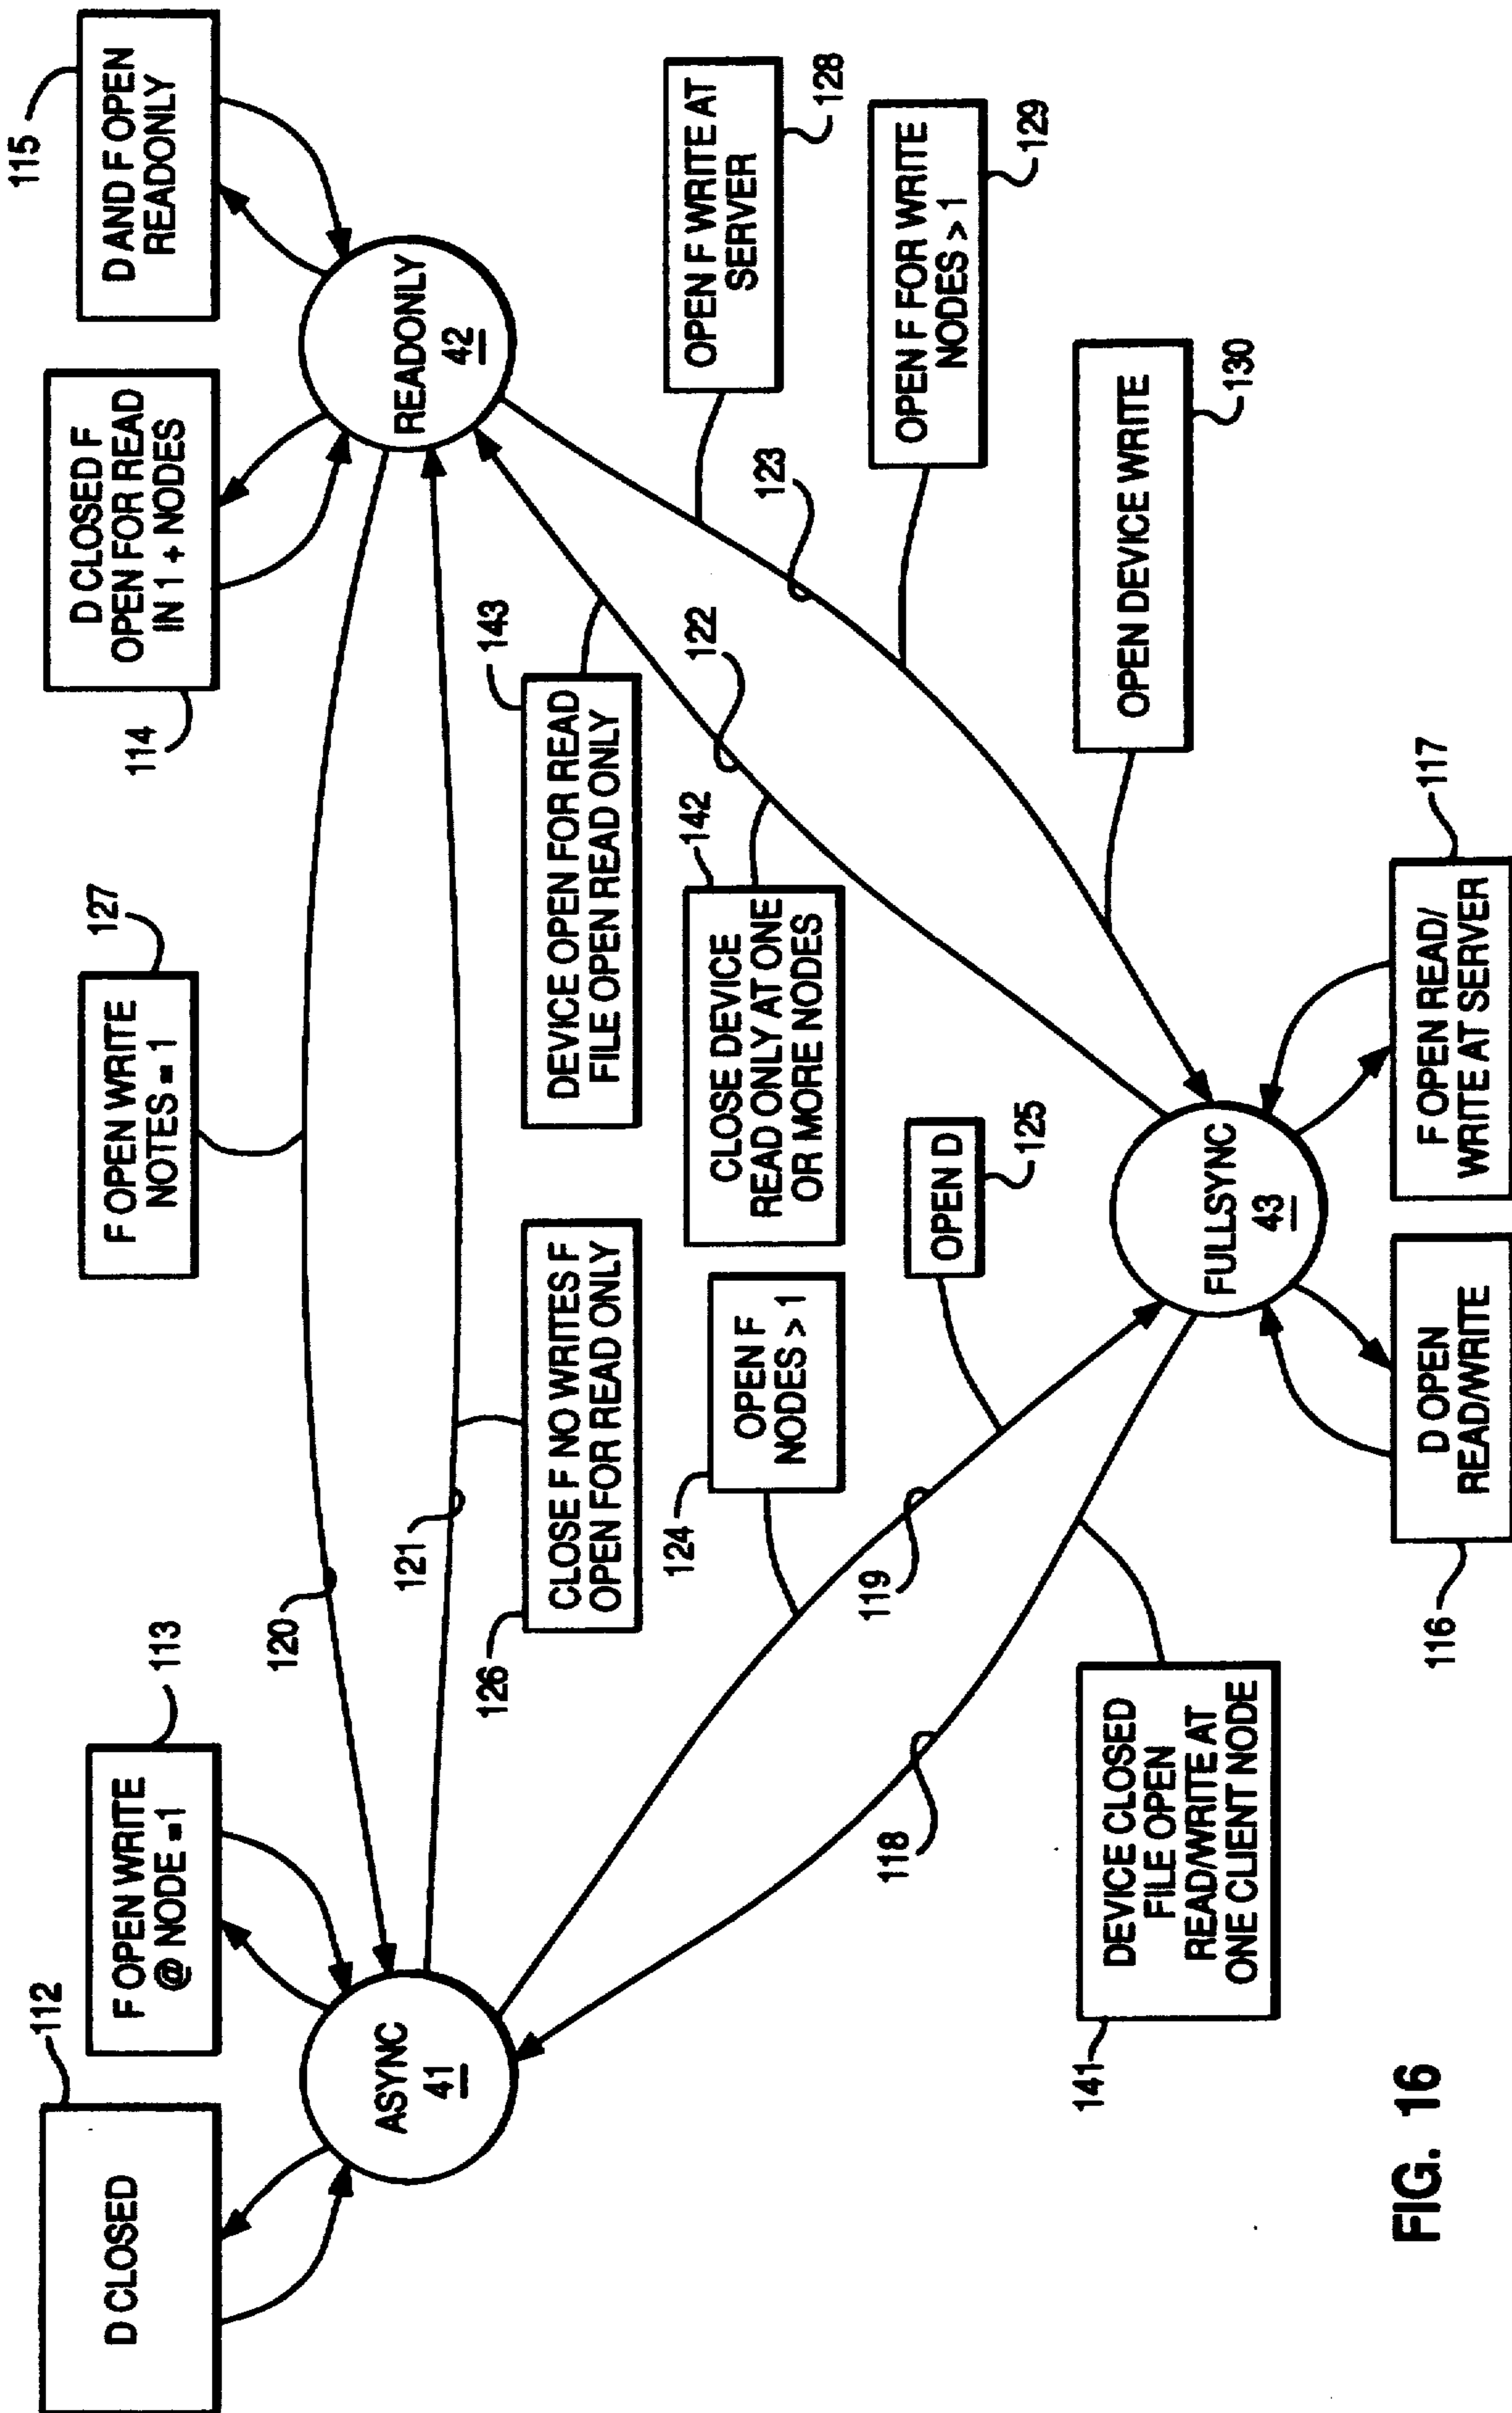 112
D CLOSED
113
F OPEN WRITE
@ NODE =1
ASYNC
41
127
F OPEN WRITE
NOTES = 1
114
D CLOSED F
OPEN FOR READ
IN 1 + NODES
115
D AND F OPEN
READONLY
READONLY
42
120
121
126
CLOSE F NO WRITES F
OPEN FOR READ ONLY
143
DEVICE OPEN FOR READ
FILE OPEN READ ONLY
142
CLOSE DEVICE
READ ONLY AT ONE
OR MORE NODES
122
123
OPEN F WRITE AT
SERVER
128
OPEN F FOR WRITE
NODES > 1
129
OPEN DEVICE WRITE
130
124
OPEN F
NODES > 1
OPEN D
125
119
118
141
DEVICE CLOSED
FILE OPEN
READ/WRITE AT
ONE CLIENT NODE
FULLSYNC
43
116
D OPEN
READ/WRITE
117
F OPEN READ/
WRITE AT SERVER
FIG. 16